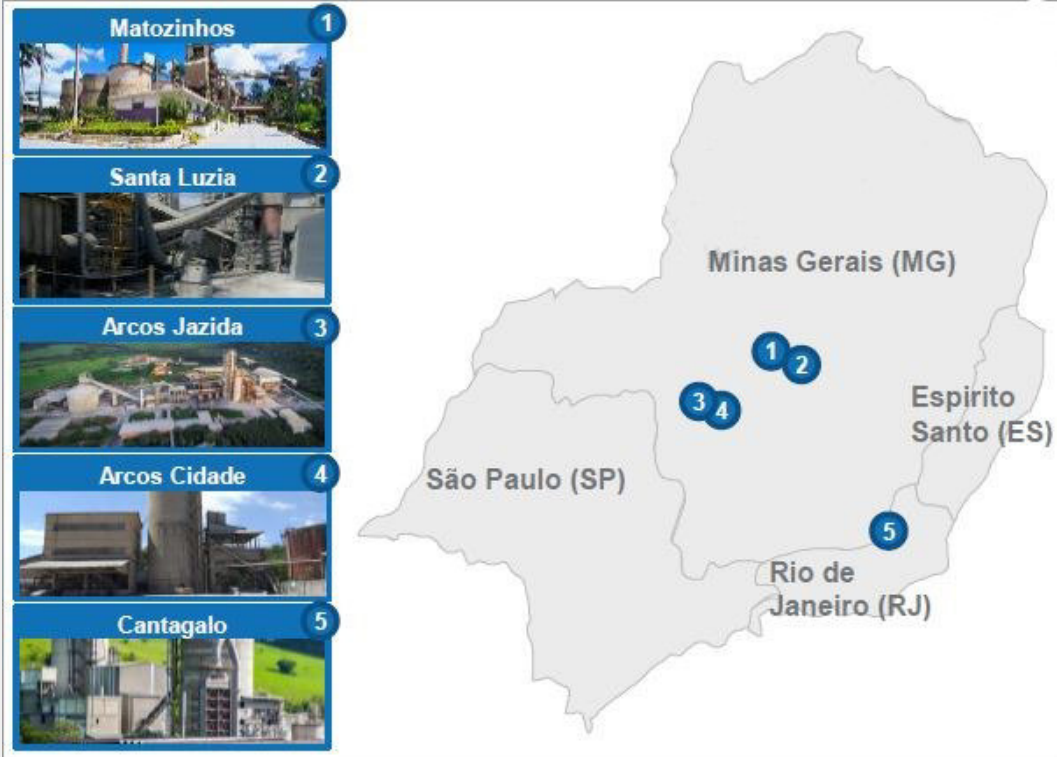 Matozinhos
1
Santa Luzia
2
Arcos Jazida
3
Arcos Cidade
4
Cantagalo
5
Minas Gerais (MG)
1
2
3
4
Espirito
Santo (ES)
São Paulo (SP)
5
Rio de
Janeiro (RJ)